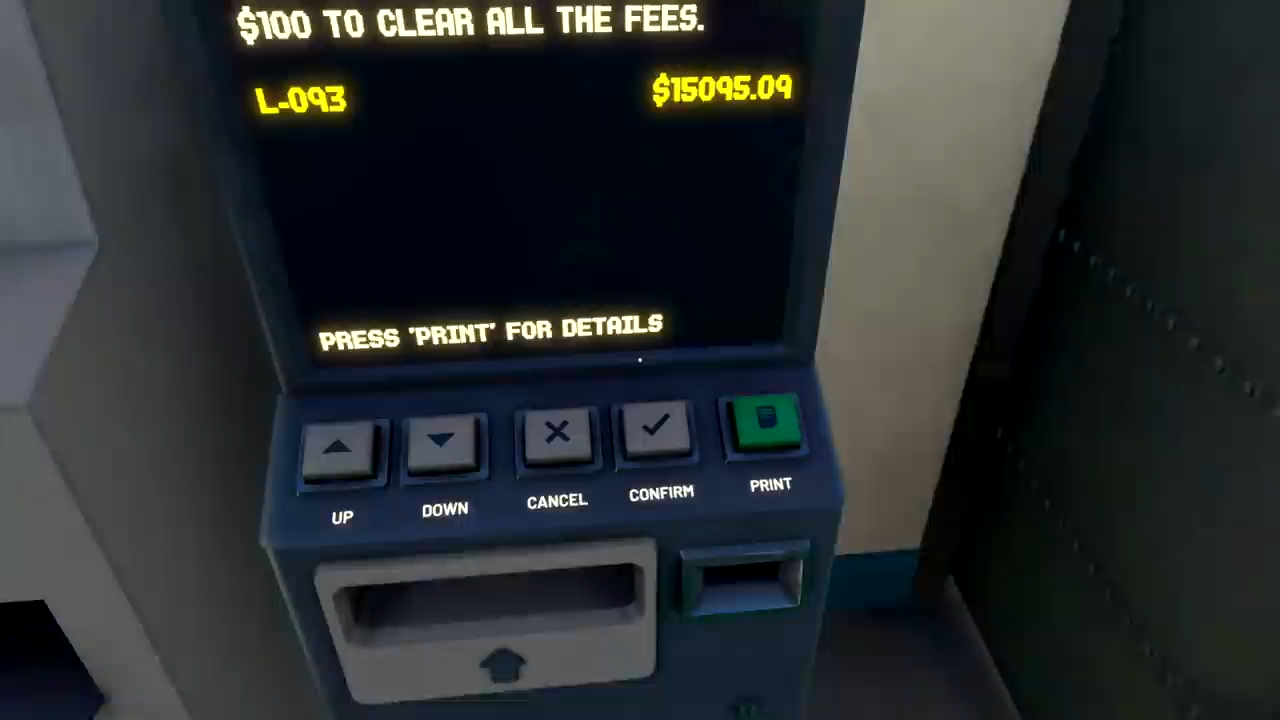 $100 TO CLEAR ALL THE FEES.
L-093 $15095.09
PRESS 'PRINT' FOR DETAILS
UP DOWN CANCEL CONFIRM PRINT